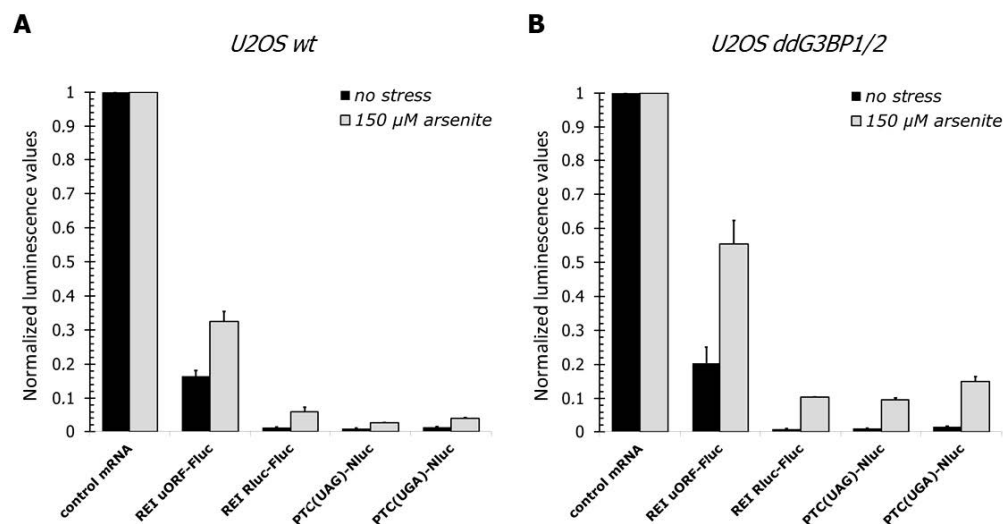 A
U2OS wt
no stress
150 µM arsenite
Normalized luminescence values
1
0.9
0.8
0.7
0.6
0.5
0.4
0.3
0.2
0.1
0
control mRNA
REI uORF-Fluc
REI Rluc-Fluc
PTC(UAG)-Nluc
PTC(UGA)-Nluc
B
U2OS ddG3BP1/2
no stress
150 µM arsenite
Normalized luminescence values
1
0.9
0.8
0.7
0.6
0.5
0.4
0.3
0.2
0.1
0
control mRNA
REI uORF-Fluc
REI Rluc-Fluc
PTC(UAG)-Nluc
PTC(UGA)-Nluc